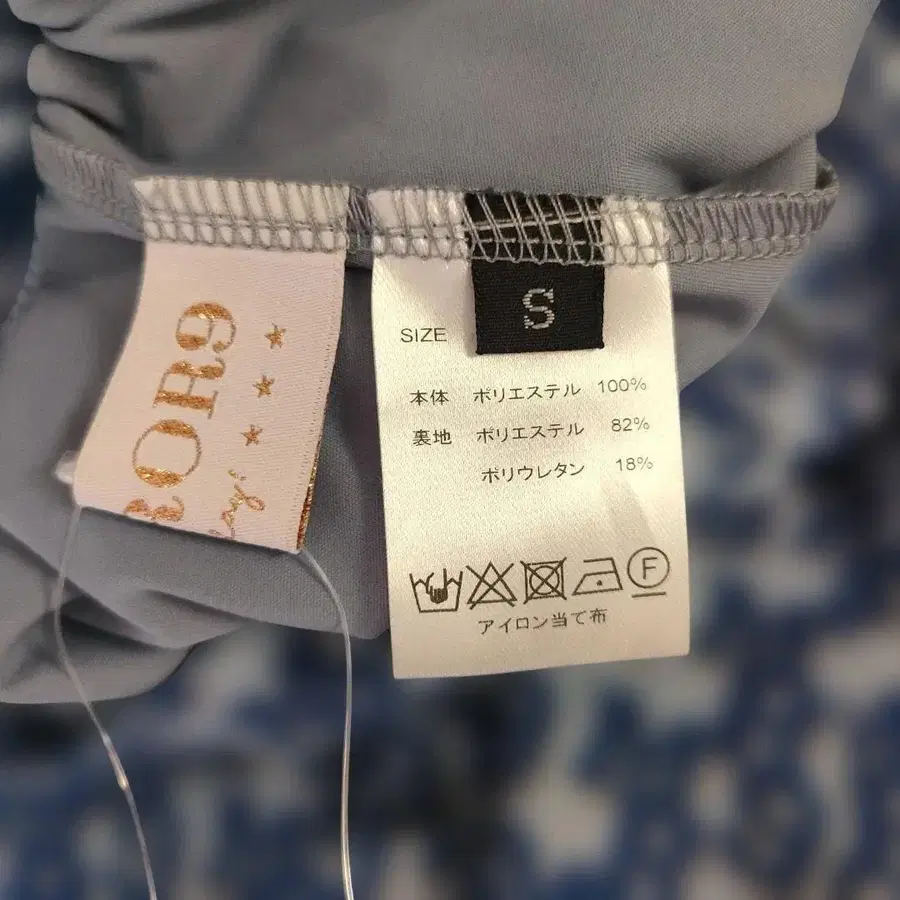 ROR9
SIZE S
本体 ポリエステル 100%
裏地 ポリエステル 82%
ポリウレタン 18%
F
アイロン当て布